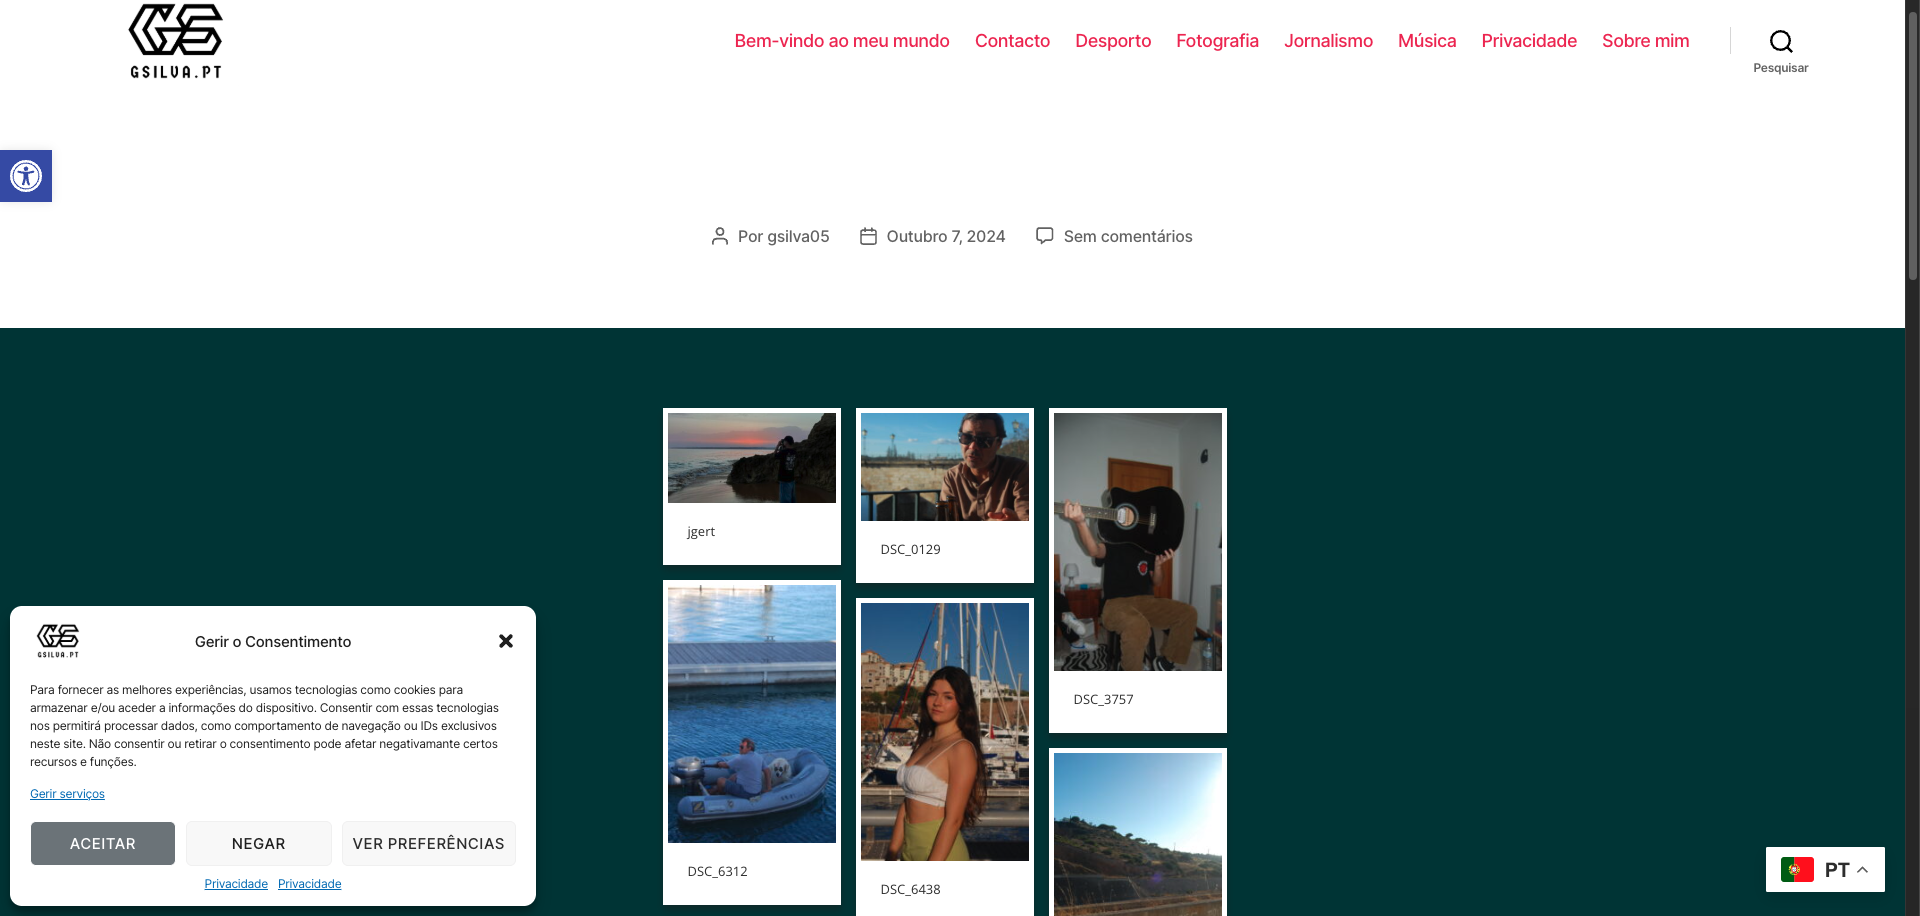 GSILVA.PT
Bem-vindo ao meu mundo Contacto Desporto Fotografia Jornalismo Música Privacidade Sobre mim
Pesquisar
Por gsilva05 Outubro 7, 2024 Sem comentários
jgert
DSC_0129
DSC_3757
DSC_6312
DSC_6438
GSILVA.PT
Gerir o Consentimento
Para fornecer as melhores experiências, usamos tecnologias como cookies para
armazenar e/ou aceder a informações do dispositivo. Consentir com essas tecnologias
nos permitirá processar dados, como comportamento de navegação ou IDs exclusivos
neste site. Não consentir ou retirar o consentimento pode afetar negativamante certos
recursos e funções.
Gerir serviços
ACEITAR NEGAR VER PREFERÊNCIAS
Privacidade Privacidade
PT